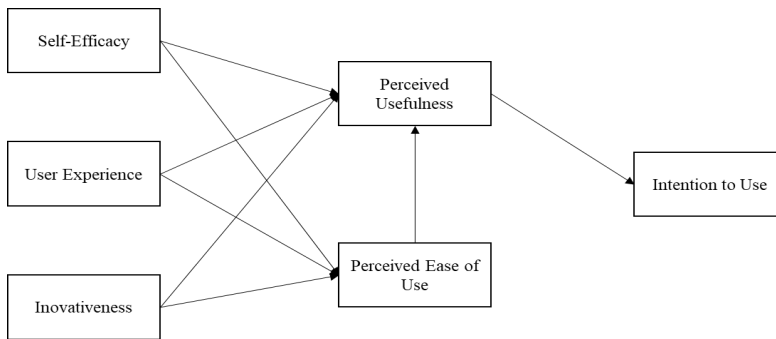 Self-Efficacy
Perceived
Usefulness
User Experience
Intention to Use
Perceived Ease of
Use
Inovativeness